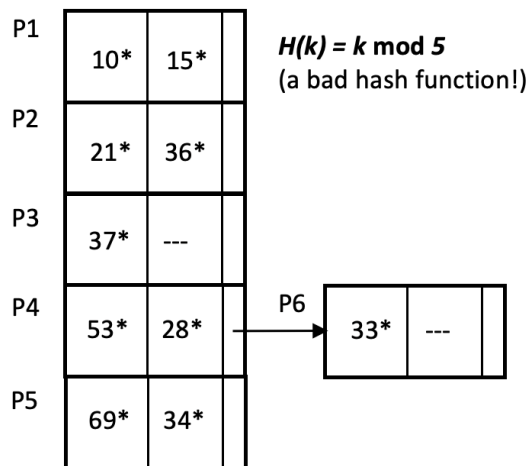 P1
10* 15*
H(k) = k mod 5
(a bad hash function!)
P2
21* 36*
P3
37* ---
P4
53* 28*
P6
33* ---
P5
69* 34*